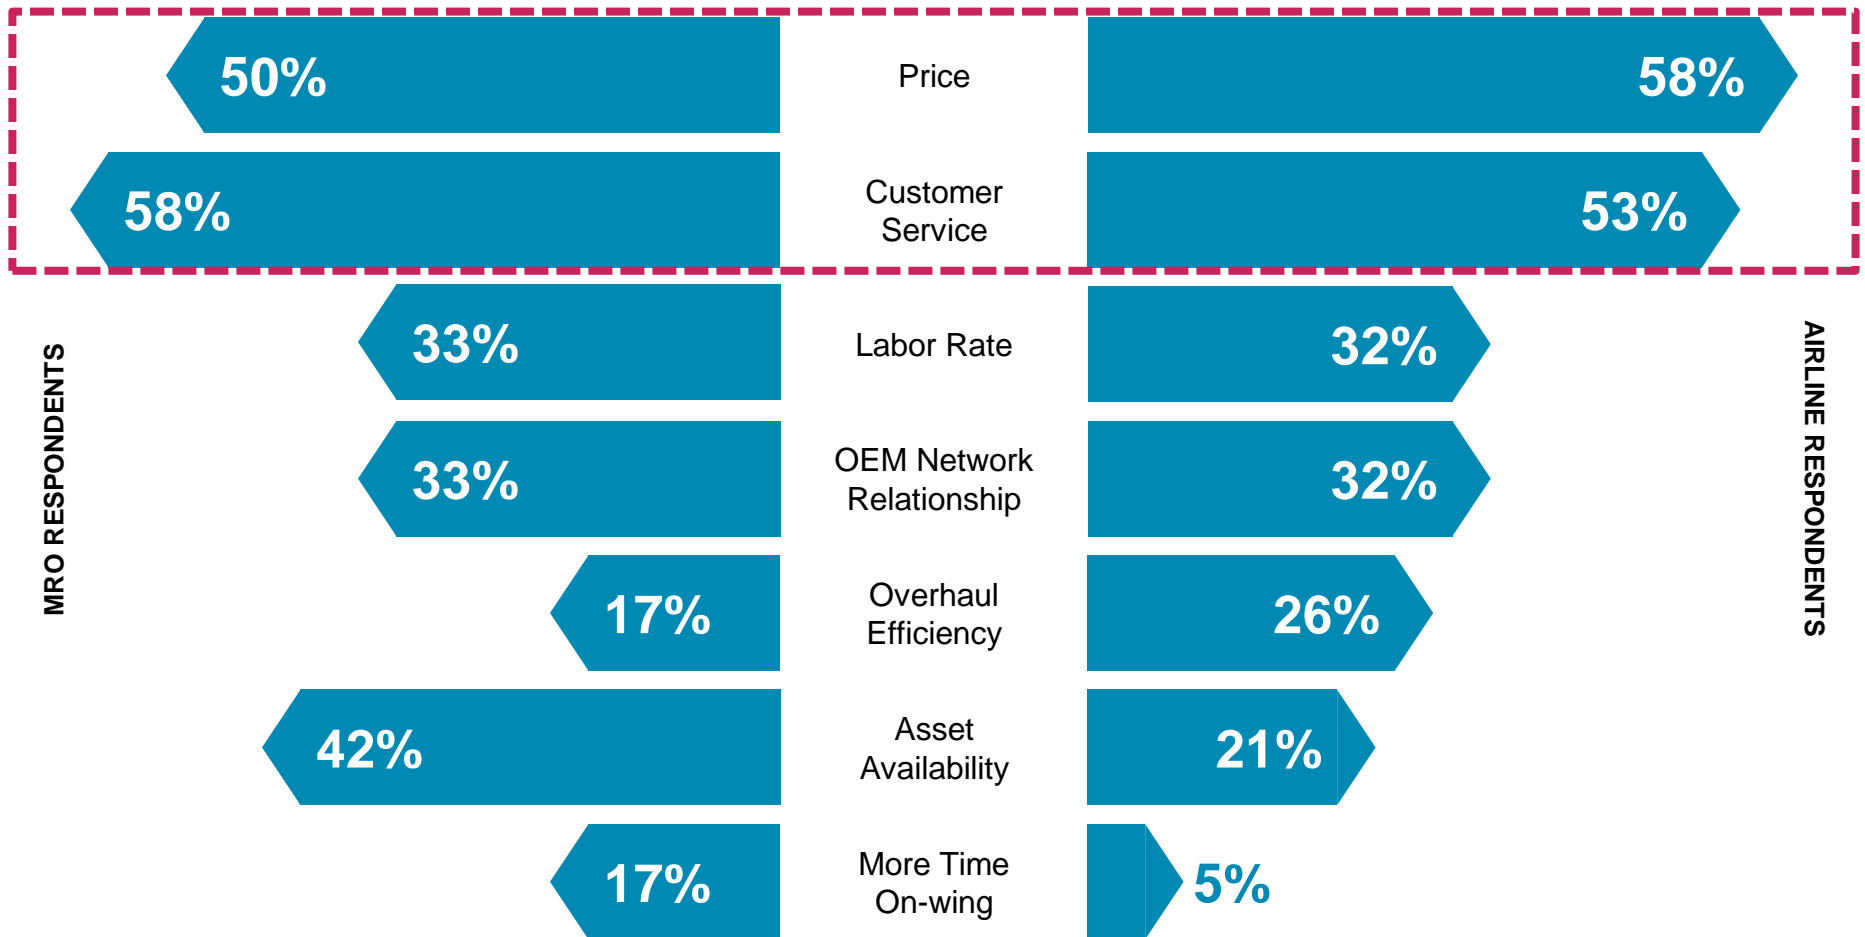 50%
Price
58%
58%
Customer
Service
53%
33%
Labor Rate
32%
33%
OEM Network
Relationship
32%
17%
Overhaul
Efficiency
26%
42%
Asset
Availability
21%
17%
More Time
On-wing
5%
MRO RESPONDENTS
AIRLINE RESPONDENTS